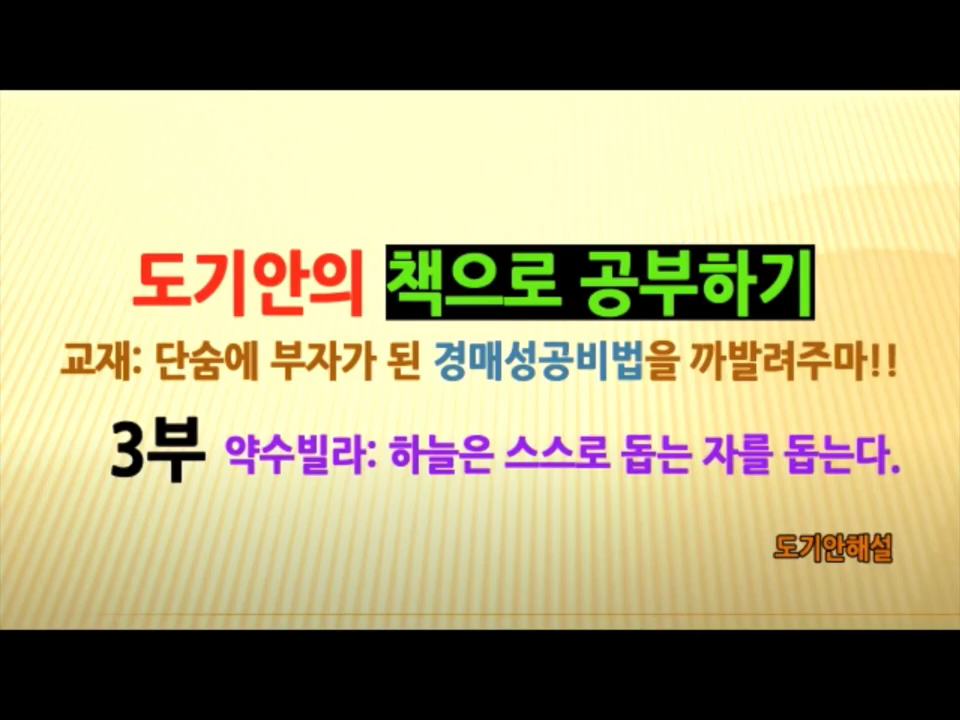 도기안의 책으로 공부하기
교재: 단숨에 부자가 된 경매성공비법을 까발려주마!!
3부 약수빌라: 하늘은 스스로 돕는 자를 돕는다.
도기안해설